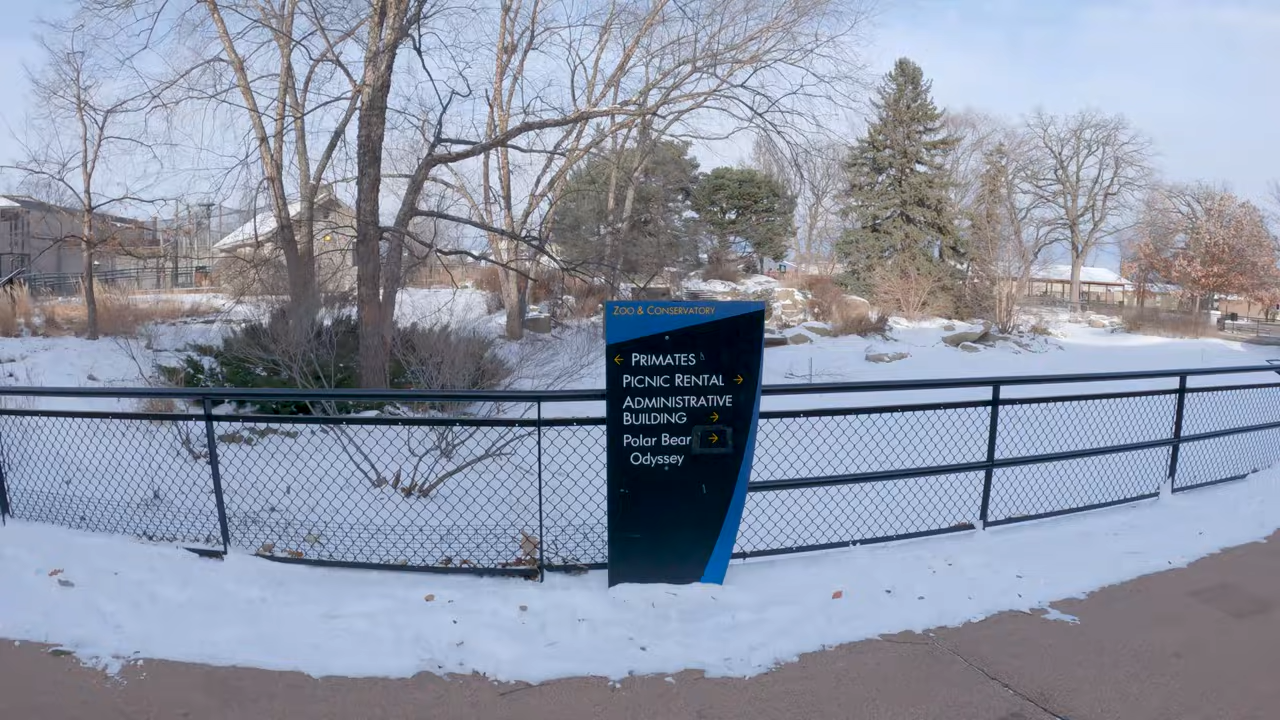 Zoo & Conservatory
← Primates
Picnic Rental →
Administrative
Building →
Polar Bear →
Odyssey